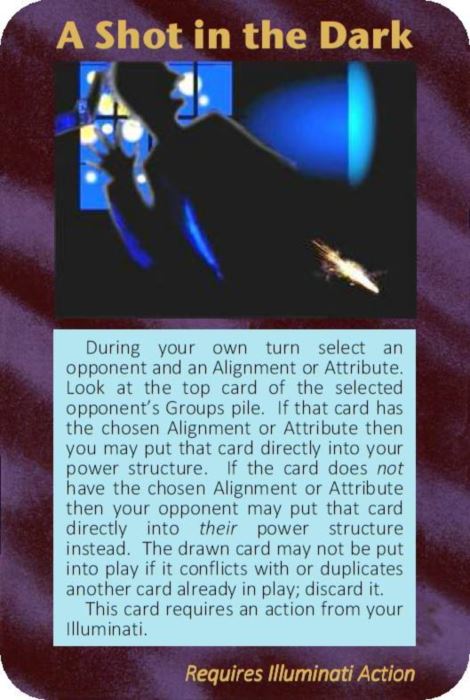 A Shot in the Dark
During your own turn select an
opponent and an Alignment or Attribute.
Look at the top card of the selected
opponent's Groups pile. If that card has
the chosen Alignment or Attribute then
you may put that card directly into your
power structure. If the card does not
have the chosen Alignment or Attribute
then your opponent may put that card
directly into their power structure
instead. The drawn card may not be put
into play if it conflicts with or duplicates
another card already in play; discard it.
This card requires an action from your
Illuminati.
Requires Illuminati Action